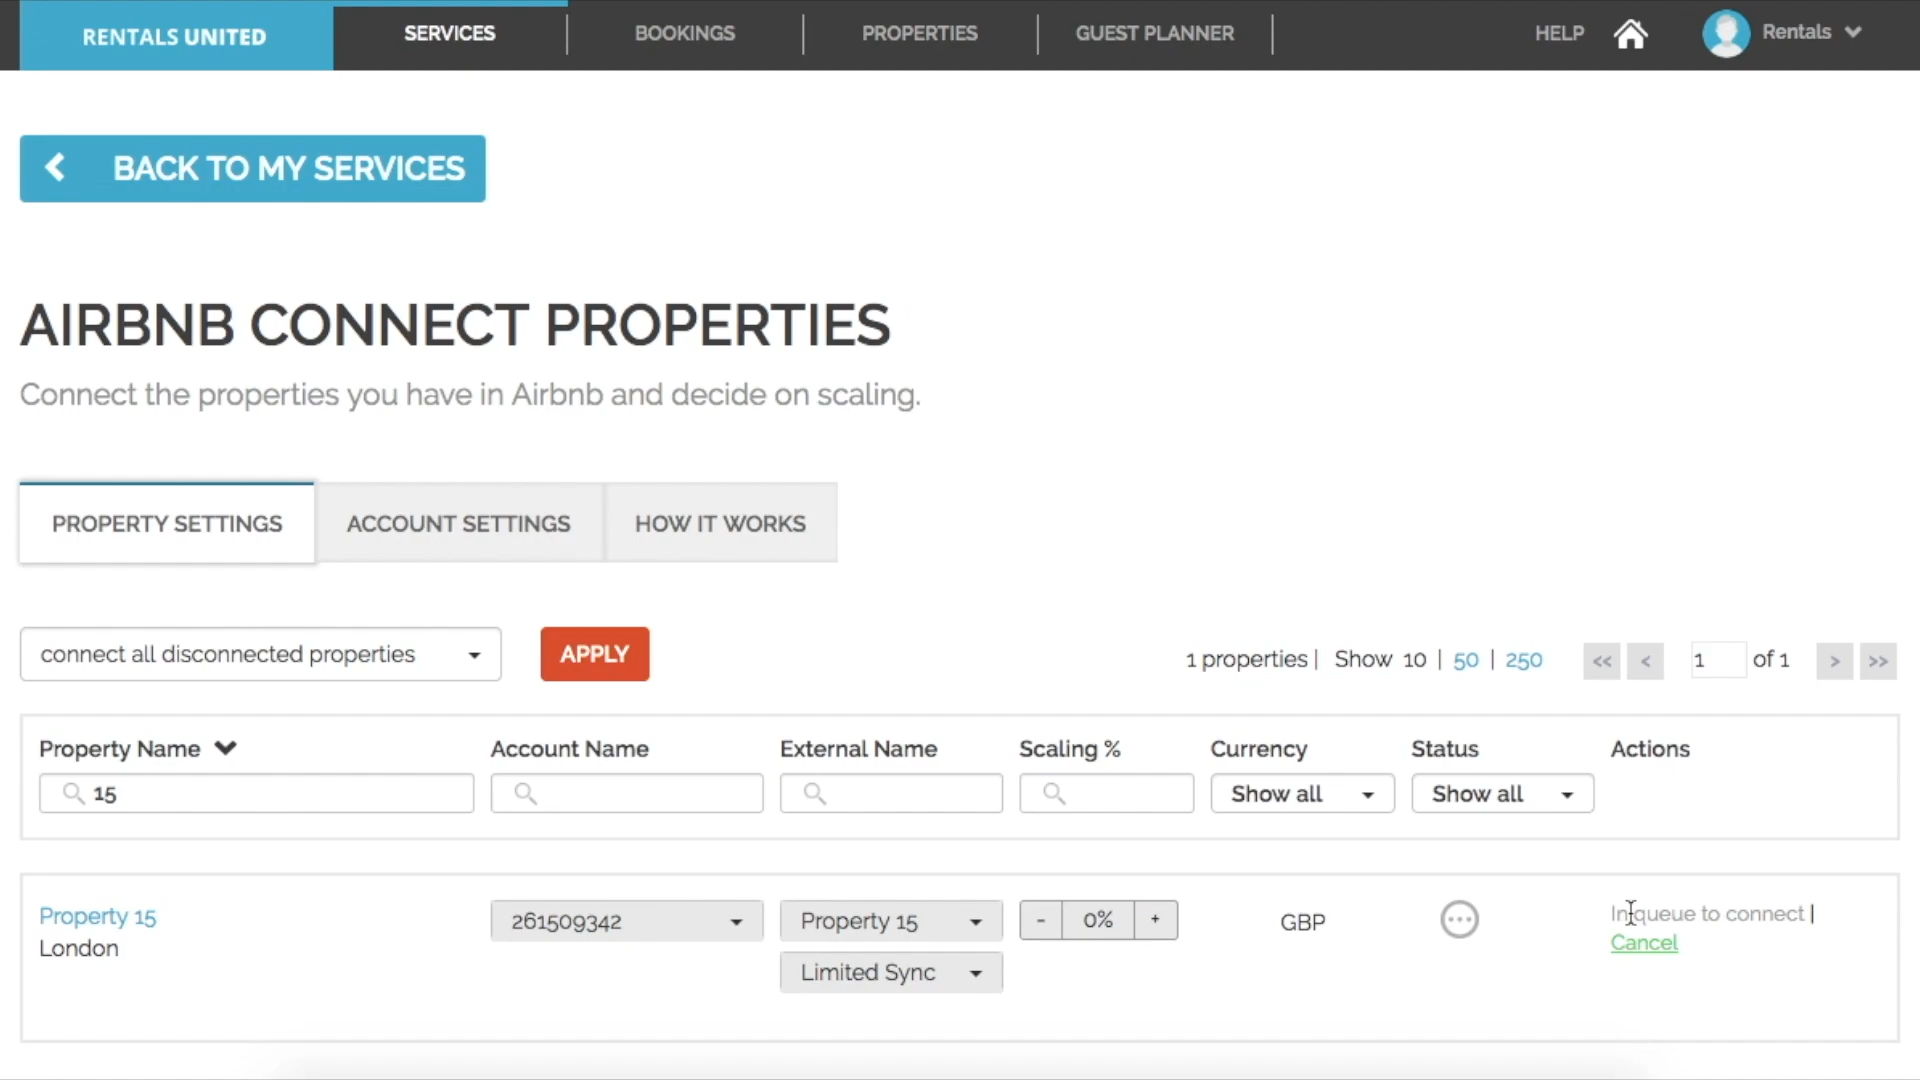 RENTALS UNITED
SERVICES
BOOKINGS
PROPERTIES
GUEST PLANNER
HELP
Rentals
BACK TO MY SERVICES
AIRBNB CONNECT PROPERTIES
Connect the properties you have in Airbnb and decide on scaling.
PROPERTY SETTINGS
ACCOUNT SETTINGS
HOW IT WORKS
connect all disconnected properties
APPLY
1 properties | Show 10 | 50 | 250
<< < 1 of 1 > >>
Property Name Account Name External Name Scaling % Currency Status Actions
15 Show all Show all
Property 15 261509342 Property 15 - 0% + GBP In queue to connect |
London Limited Sync Cancel